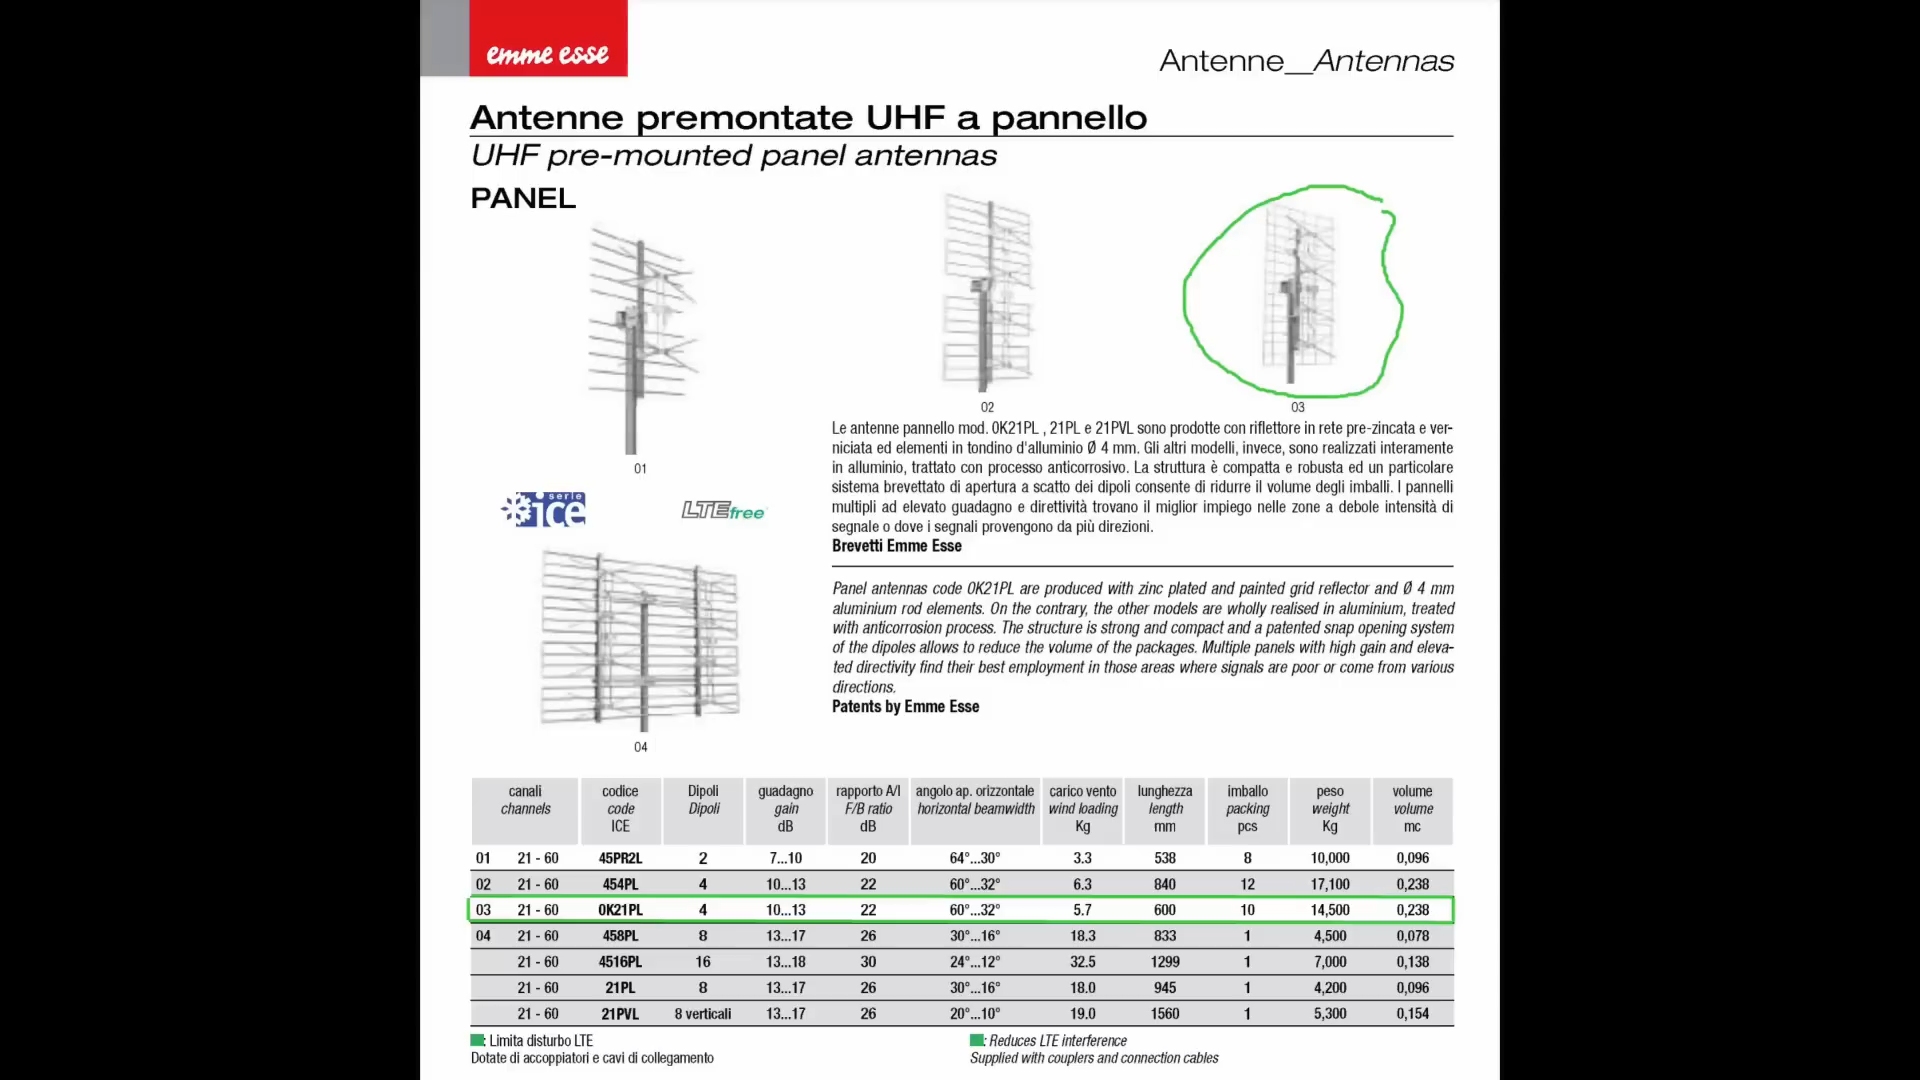 emme esse
Antenne__Antennas
Antenne premontate UHF a pannello
UHF pre-mounted panel antennas
PANEL
01
02
03
Le antenne pannello mod. 0K21PL , 21PL e 21PVL sono prodotte con riflettore in rete pre-zincata e ver-
niciata ed elementi in tondino d'alluminio Ø 4 mm. Gli altri modelli, invece, sono realizzati interamente
in alluminio, trattato con processo anticorrosivo. La struttura è compatta e robusta ed un particolare
sistema brevettato di apertura a scatto dei dipoli consente di ridurre il volume degli imballi. I pannelli
multipli ad elevato guadagno e direttività trovano il miglior impiego nelle zone a debole intensità di
segnale o dove i segnali provengono da più direzioni.
Brevetti Emme Esse
serie
ice
LTEfree
Panel antennas code 0K21PL are produced with zinc plated and painted grid reflector and Ø 4 mm
aluminium rod elements. On the contrary, the other models are wholly realised in aluminium, treated
with anticorrosion process. The structure is strong and compact and a patented snap opening system
of the dipoles allows to reduce the volume of the packages. Multiple panels with high gain and eleva-
ted directivity find their best employment in those areas where signals are poor or come from various
directions.
Patents by Emme Esse
04
canali codice Dipoli guadagno rapporto A/I angolo ap. orizzontale carico vento lunghezza imballo peso volume
channels code Dipoli gain F/B ratio horizontal beamwidth wind loading length packing weight volume
ICE dB dB Kg mm pcs Kg mc
01 21 - 60 45PR2L 2 7...10 20 64°...30° 3.3 538 8 10,000 0,096
02 21 - 60 454PL 4 10...13 22 60°...32° 6.3 840 12 17,100 0,238
03 21 - 60 0K21PL 4 10...13 22 60°...32° 5.7 600 10 14,500 0,238
04 21 - 60 458PL 8 13...17 26 30°...16° 18.3 833 1 4,500 0,078
21 - 60 4516PL 16 13...18 30 24°...12° 32.5 1299 1 7,000 0,138
21 - 60 21PL 8 13...17 26 30°...16° 18.0 945 1 4,200 0,096
21 - 60 21PVL 8 verticali 13...17 26 20°...10° 19.0 1560 1 5,300 0,154
: Limita disturbo LTE
Dotate di accoppiatori e cavi di collegamento
: Reduces LTE interference
Supplied with couplers and connection cables